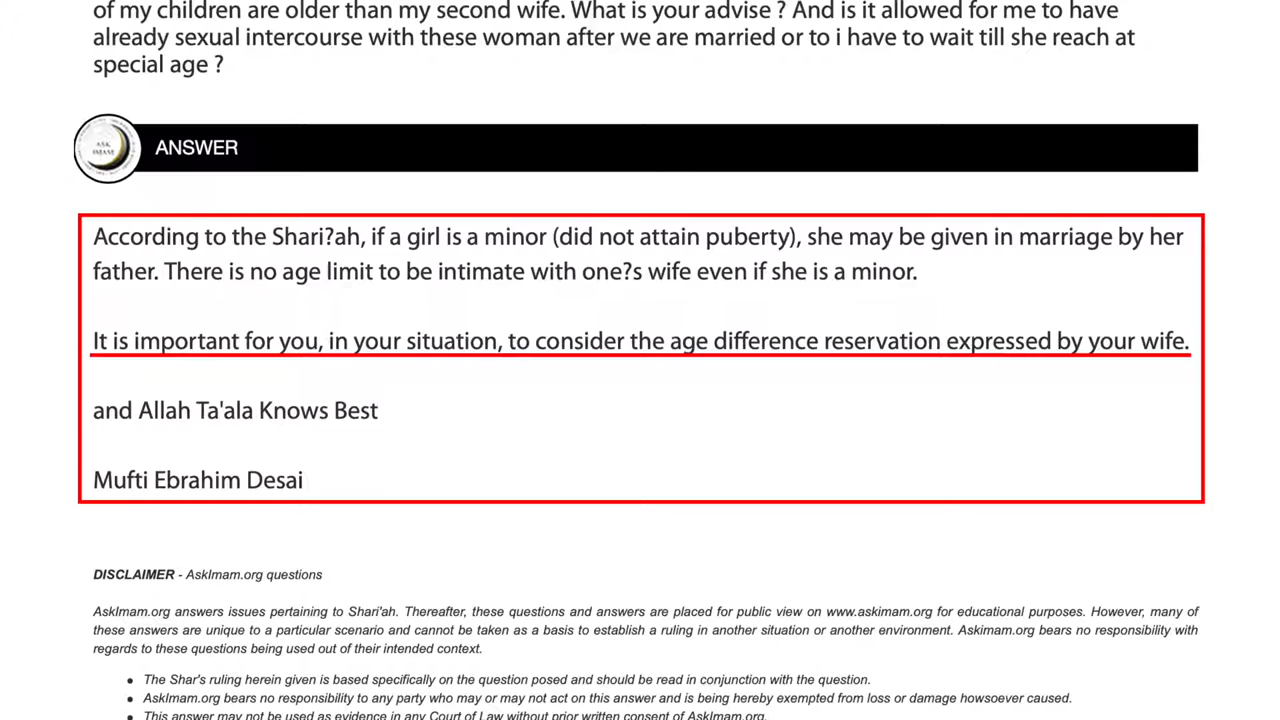 of my children are older than my second wife. What is your advise ? And is it allowed for me to have
already sexual intercourse with these woman after we are married or to i have to wait till she reach at
special age ?
ASK
IMAM
ANSWER
According to the Shari?ah, if a girl is a minor (did not attain puberty), she may be given in marriage by her
father. There is no age limit to be intimate with one?s wife even if she is a minor.
It is important for you, in your situation, to consider the age difference reservation expressed by your wife.
and Allah Ta'ala Knows Best
Mufti Ebrahim Desai
DISCLAIMER - AskImam.org questions
AskImam.org answers issues pertaining to Shari'ah. Thereafter, these questions and answers are placed for public view on www.askimam.org for educational purposes. However, many of
these answers are unique to a particular scenario and cannot be taken as a basis to establish a ruling in another situation or another environment. Askimam.org bears no responsibility with
regards to these questions being used out of their intended context.
• The Shar's ruling herein given is based specifically on the question posed and should be read in conjunction with the question.
• AskImam.org bears no responsibility to any party who may or may not act on this answer and is being hereby exempted from loss or damage howsoever caused.
• This answer may not be used as evidence in any Court of Law without prior written consent of AskImam.org.